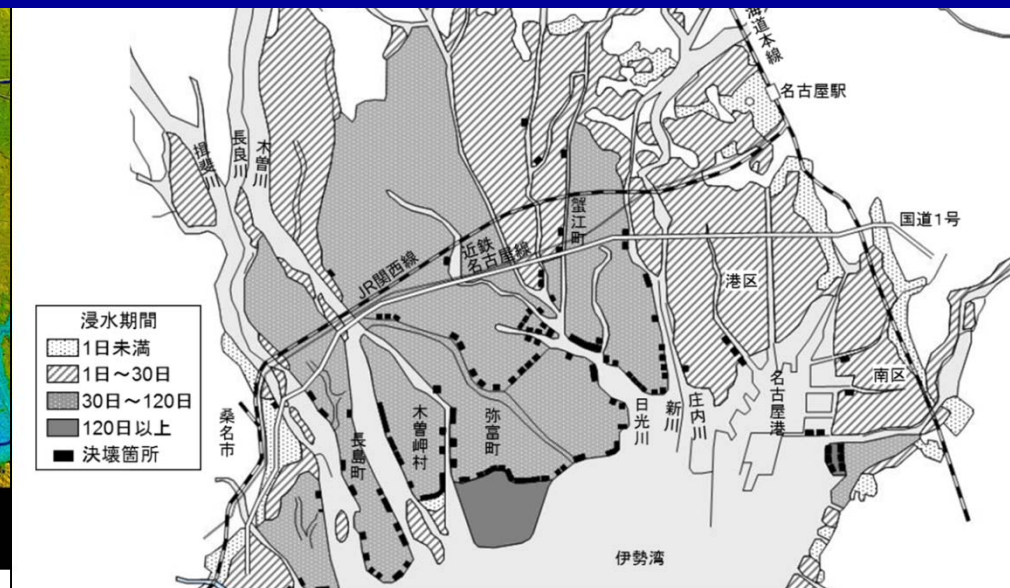 海道本線
名古屋駅
揖斐川
長良川
木曽川
国道1号
蟹江町
近鉄
名古屋線
JR関西線
港区
浸水期間
1日未満
1日～30日
30日～120日
120日以上
決壊箇所
南区
名古屋港
庄内川
新川
日光川
弥富町
木曽岬村
長島町
桑名市
伊勢湾